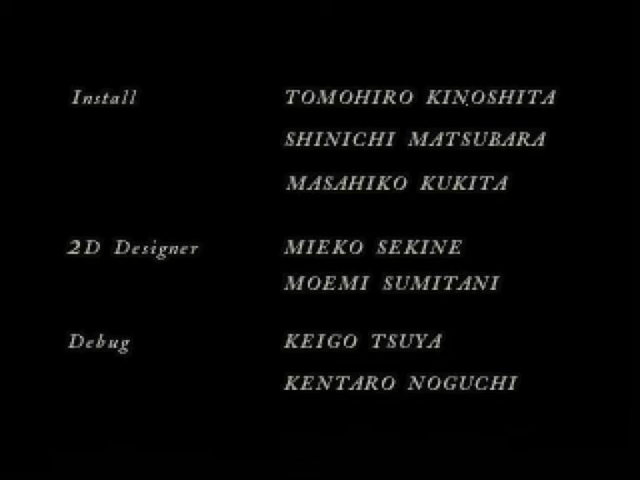 Install TOMOHIRO KINOSHITA
SHINICHI MATSUBARA
MASAHIKO KUKITA
2D Designer MIEKO SEKINE
MOEMI SUMITANI
Debug KEIGO TSUYA
KENTARO NOGUCHI